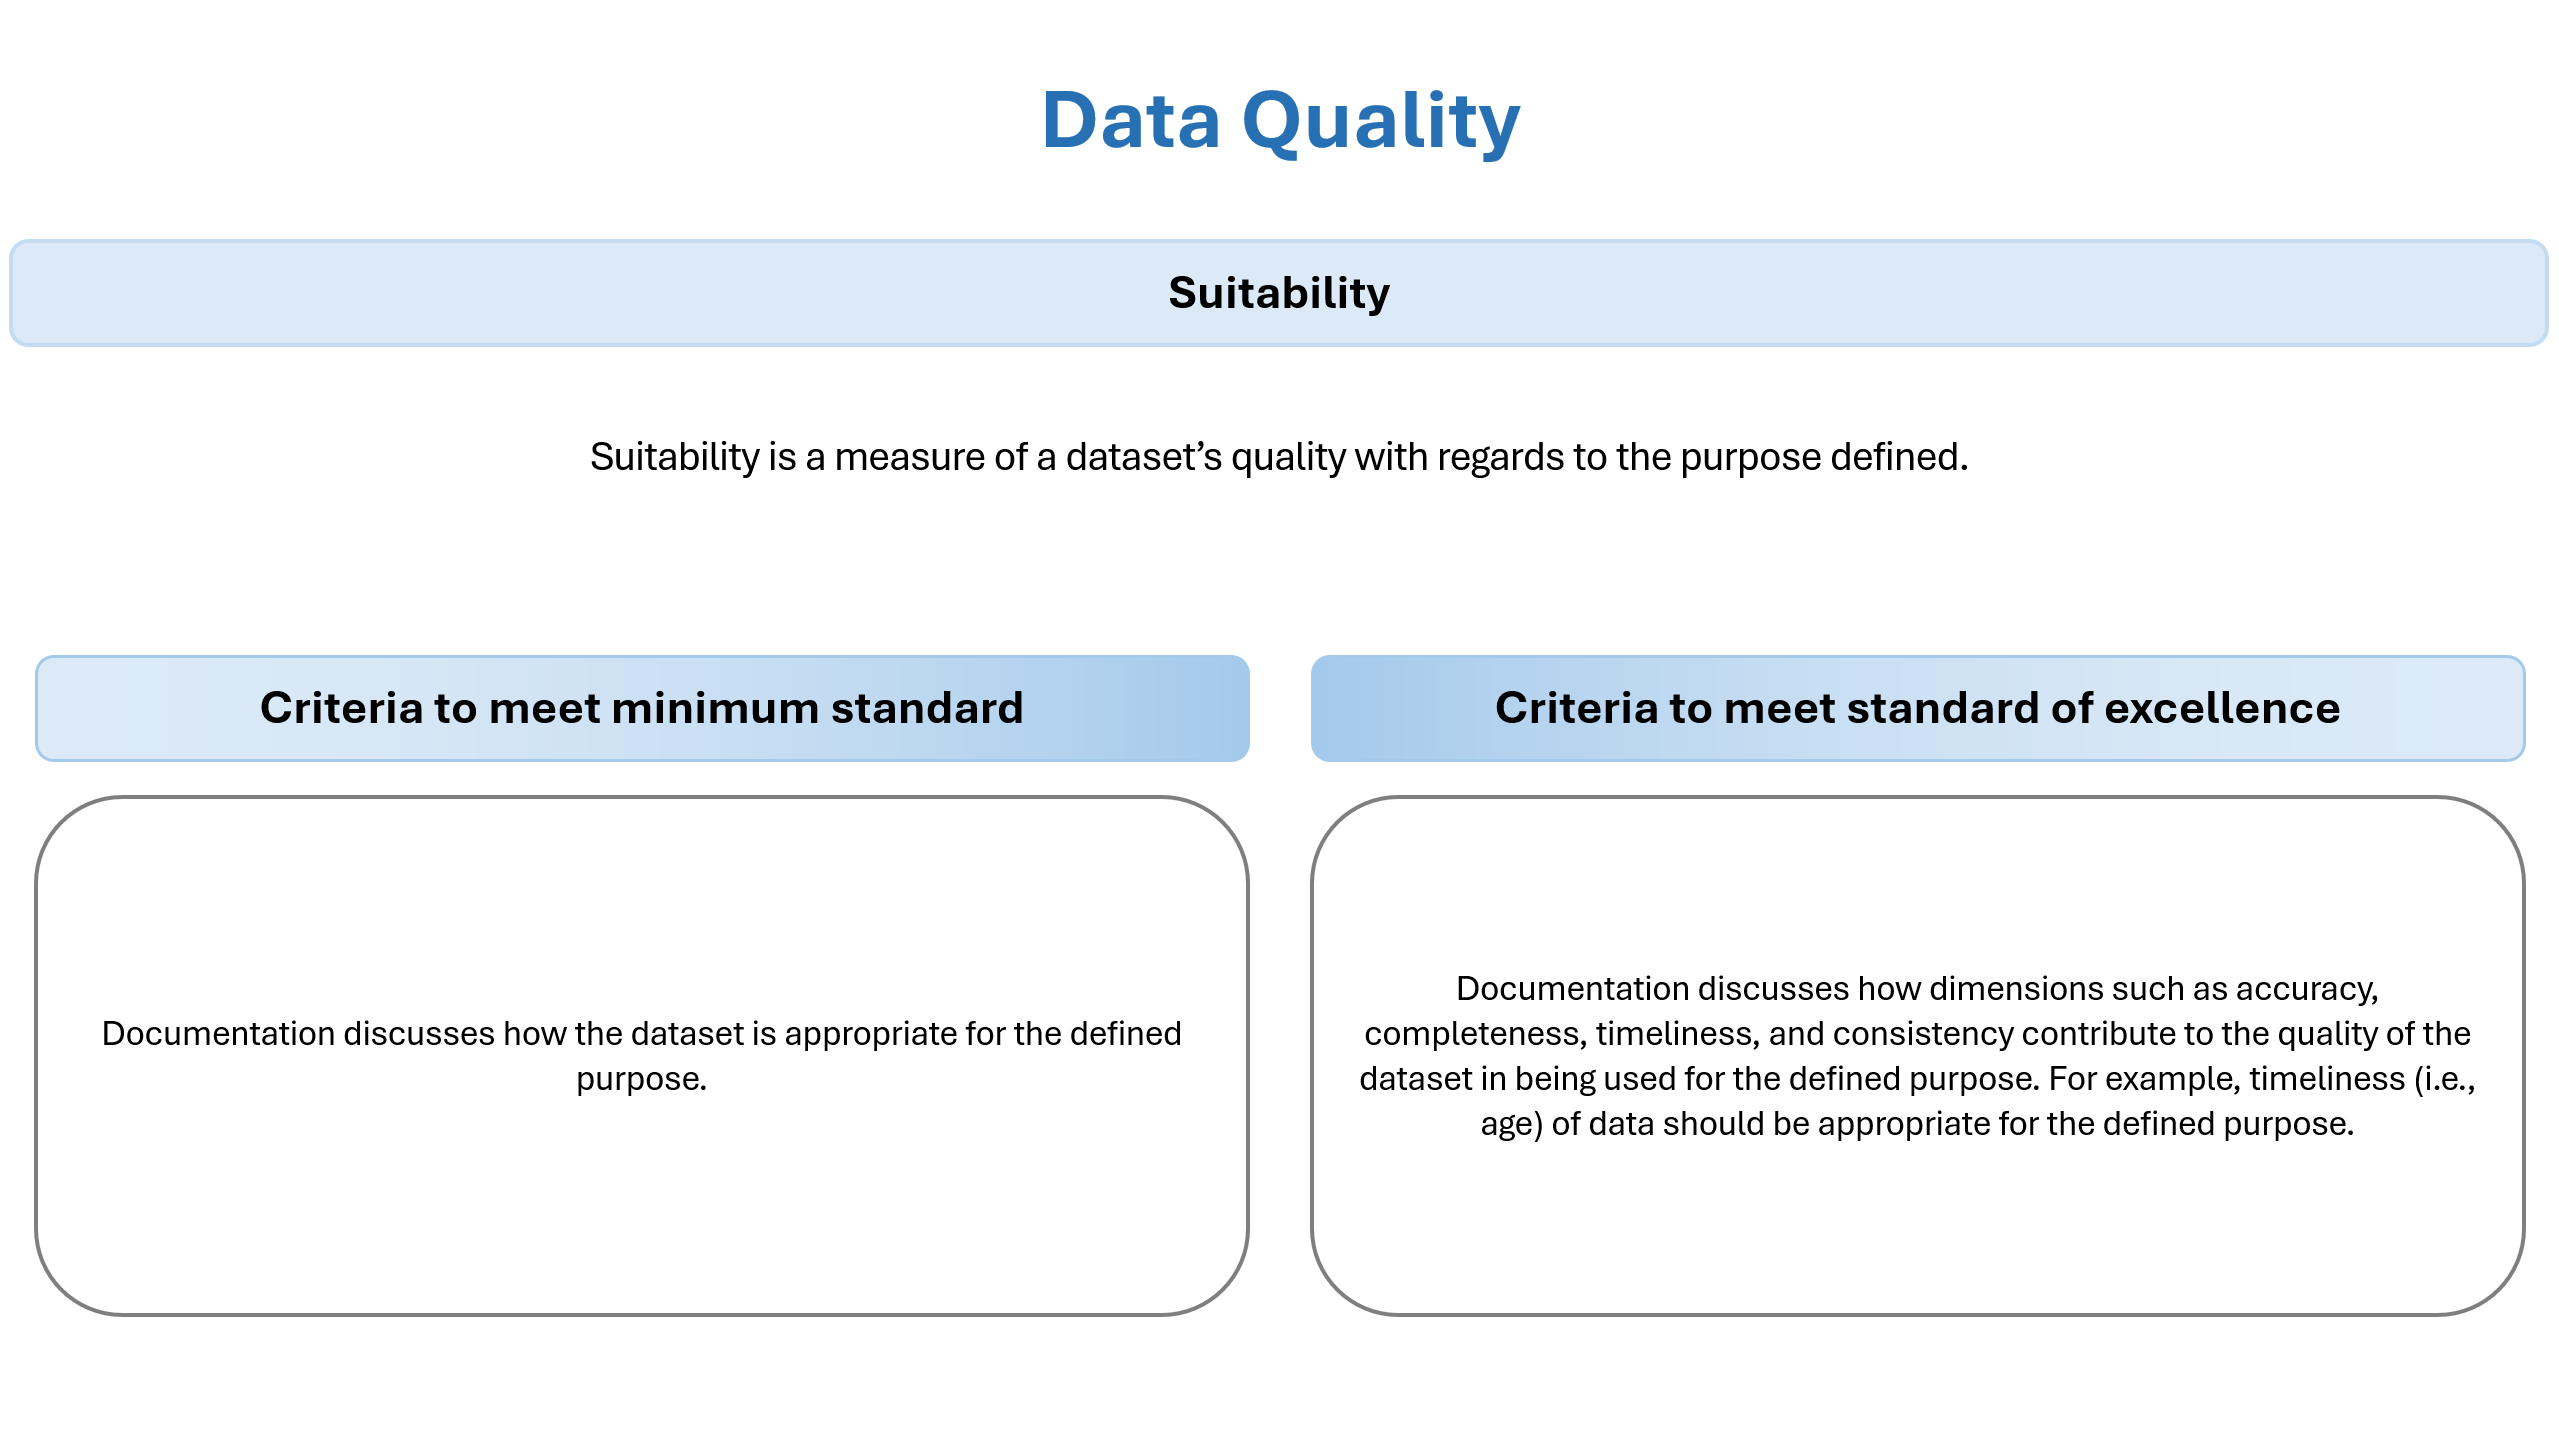 Data Quality
Suitability
Suitability is a measure of a dataset’s quality with regards to the purpose defined.
Criteria to meet minimum standard
Documentation discusses how the dataset is appropriate for the defined
purpose.
Criteria to meet standard of excellence
Documentation discusses how dimensions such as accuracy,
completeness, timeliness, and consistency contribute to the quality of the
dataset in being used for the defined purpose. For example, timeliness (i.e.,
age) of data should be appropriate for the defined purpose.